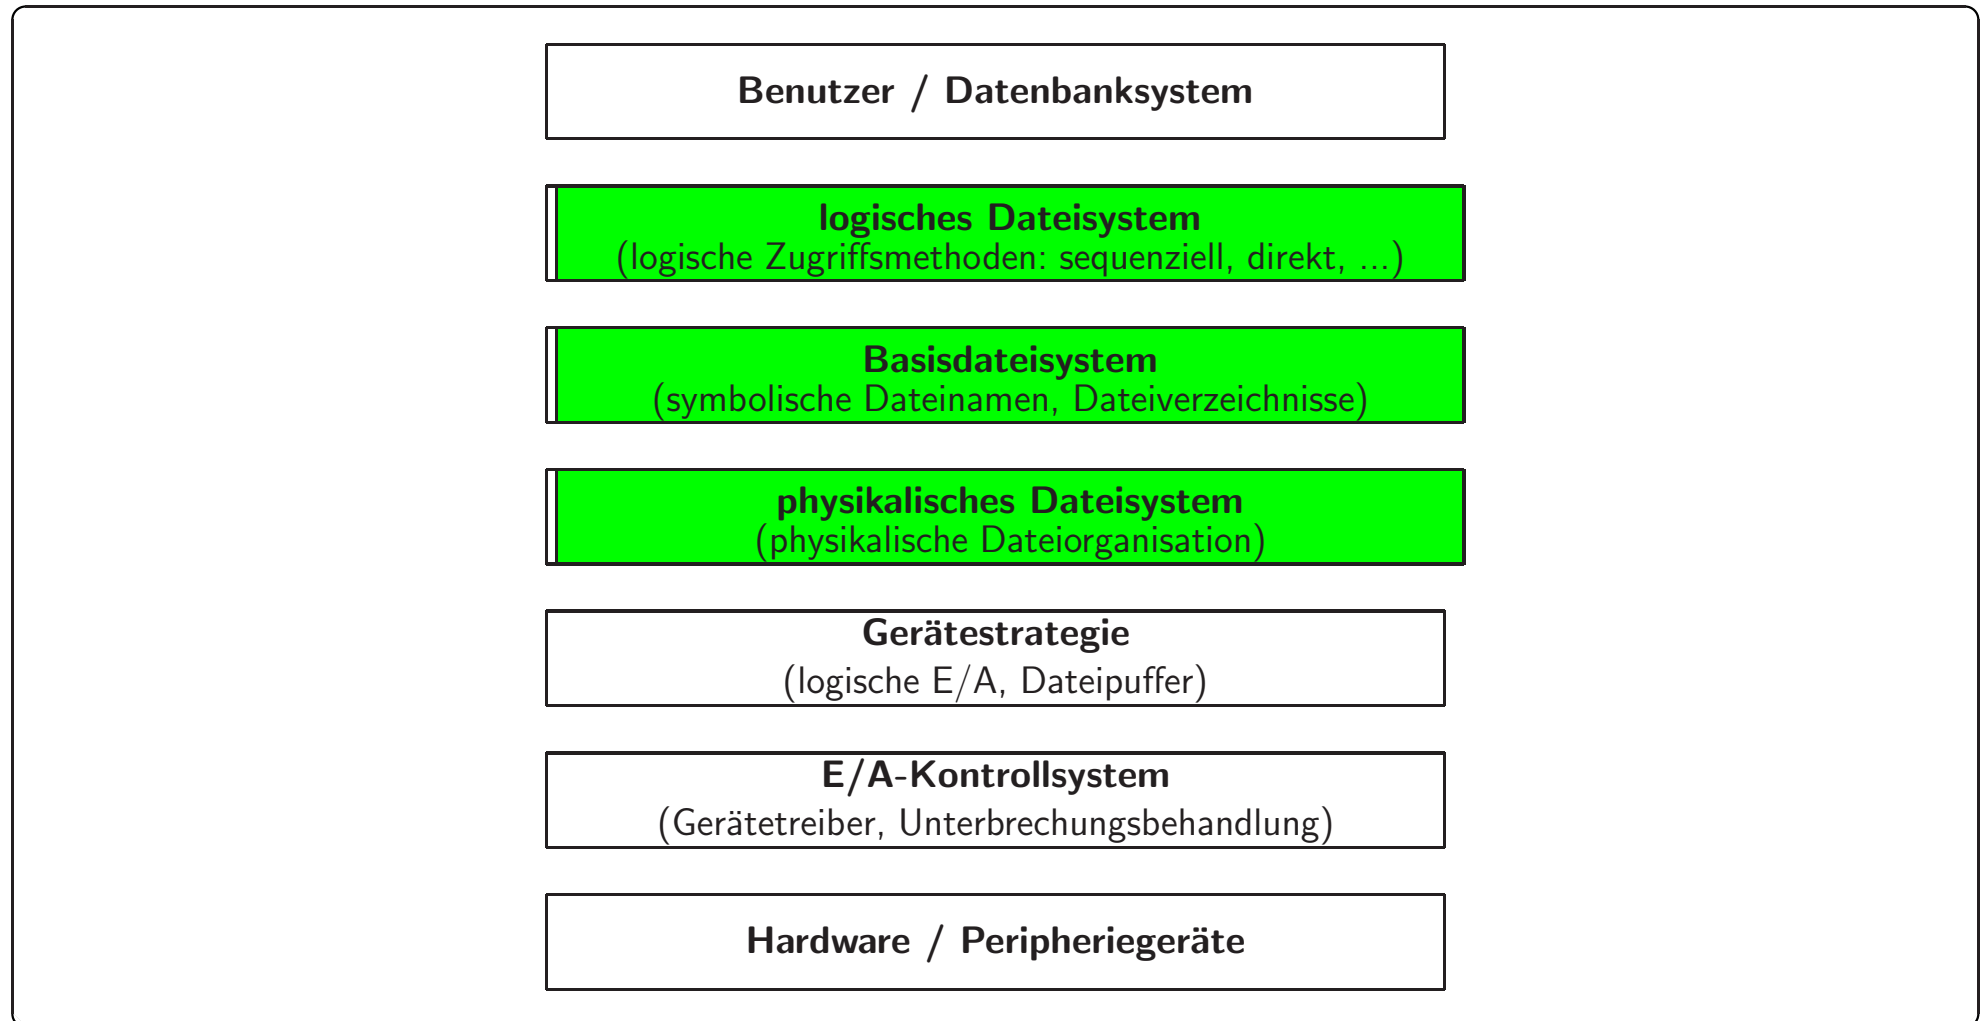 Benutzer / Datenbanksystem
logisches Dateisystem
(logische Zugriffsmethoden: sequenziell, direkt, ...)
Basisdateisystem
(symbolische Dateinamen, Dateiverzeichnisse)
physikalisches Dateisystem
(physikalische Dateiorganisation)
Gerätestrategie
(logische E/A, Dateipuffer)
E/A-Kontrollsystem
(Gerätetreiber, Unterbrechungsbehandlung)
Hardware / Peripheriegeräte